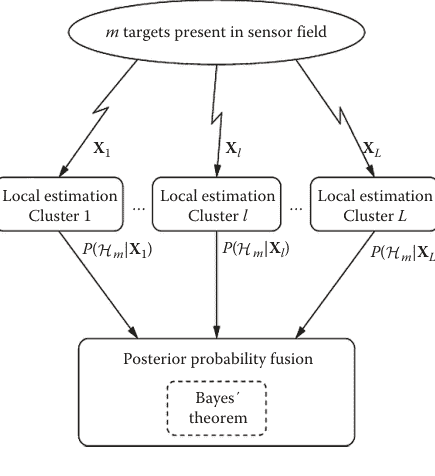 m targets present in sensor field
X1
Xl
XL
Local estimation
Cluster 1
...
Local estimation
Cluster l
...
Local estimation
Cluster L
P(ℋm|X1)
P(ℋm|Xl)
P(ℋm|XL
Posterior probability fusion
Bayes´
theorem